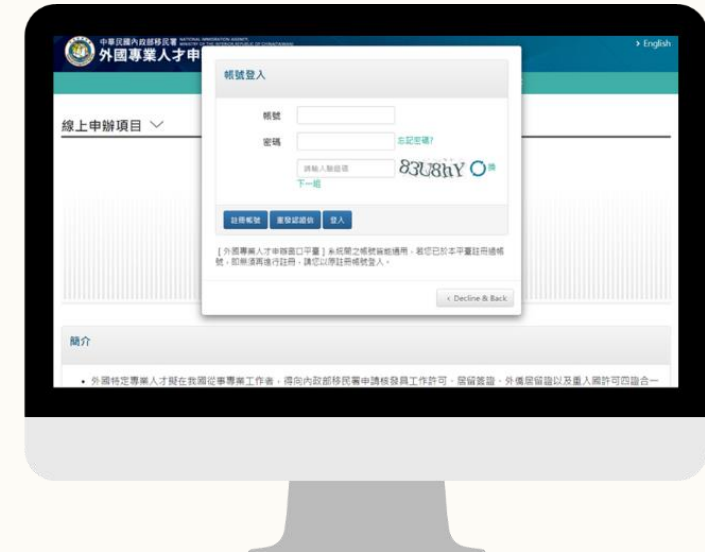 中華民國內政部移民署 NATIONAL IMMIGRATION AGENCY,
外國專業人才申
› English
線上申辦項目
帳號登入
帳號
密碼
忘記密碼?
請輸入驗證碼
83U8hY
換
下一組
註冊帳號
重發認證信
登入
[外國專業人才申辦窗口平臺] 系統間之帳號皆能通用，若您已於本平臺註冊過帳
號，即無須再進行註冊，請您以原註冊帳號登入。
‹ Decline & Back
簡介
• 外國特定專業人才擬在我國從事專業工作者，得向內政部移民署申請核發具工作許可、居留簽證、外僑居留證以及重入國許可四證合一